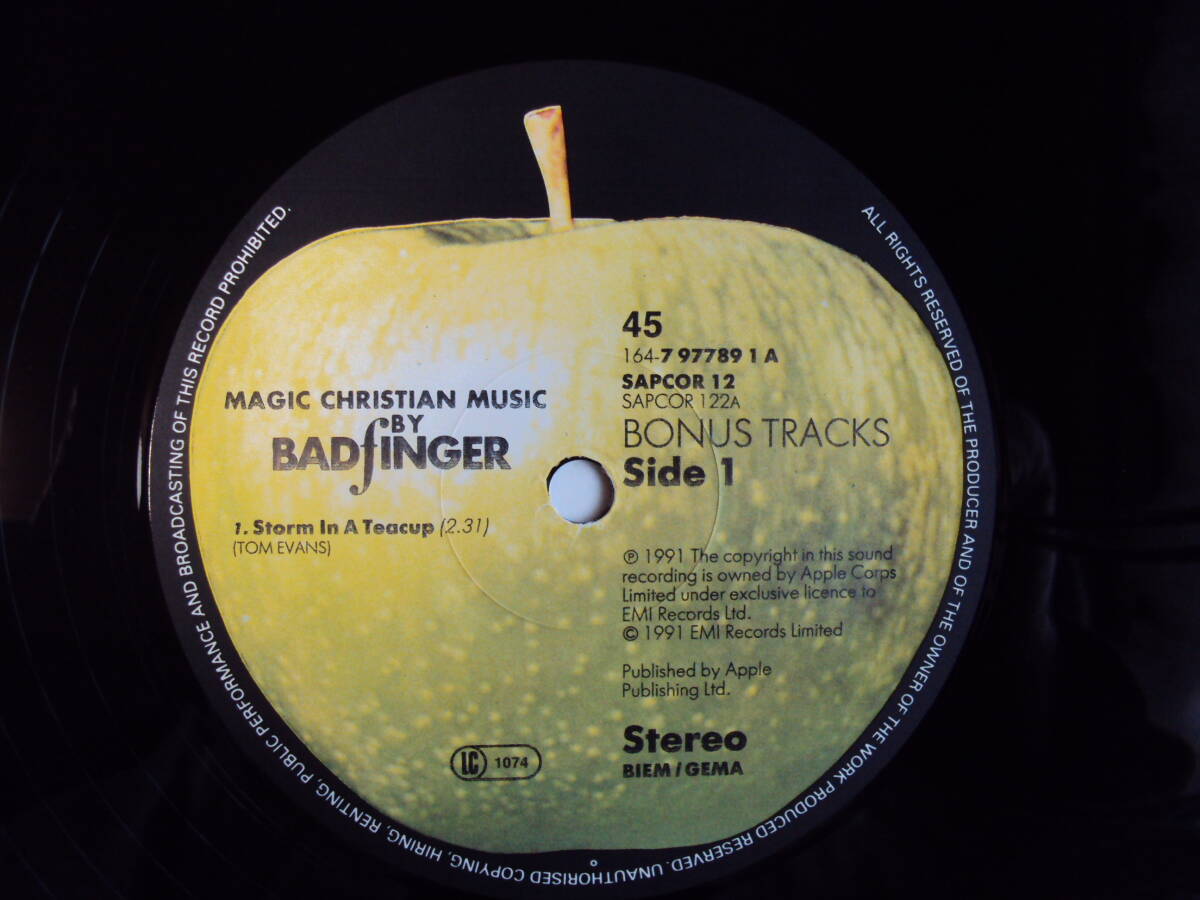 MAGIC CHRISTIAN MUSIC
BY
BADfINGER
1. Storm In A Teacup (2.31)
(TOM EVANS)
45
164-7 97789 1 A
SAPCOR 12
SAPCOR 122A
BONUS TRACKS
Side 1
℗ 1991 The copyright in this sound
recording is owned by Apple Corps
Limited under exclusive licence to
EMI Records Ltd.
© 1991 EMI Records Limited
Published by Apple
Publishing Ltd.
Stereo
BIEM / GEMA
LC 1074
ALL RIGHTS RESERVED OF THE PRODUCER AND OF THE OWNER OF THE WORK PRODUCED RESERVED. UNAUTHORISED COPYING, HIRING, RENTING, PUBLIC PERFORMANCE AND BROADCASTING OF THIS RECORD PROHIBITED.